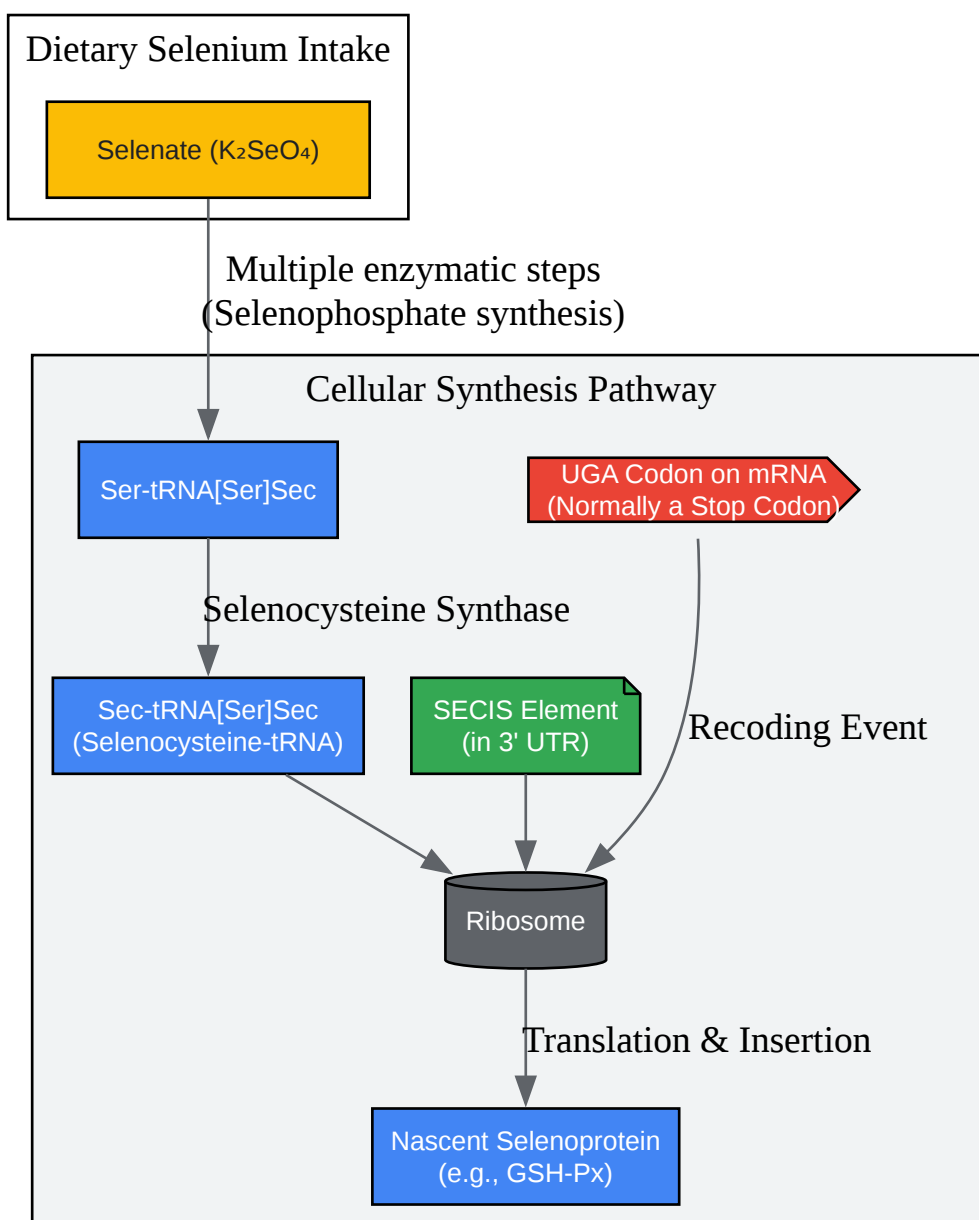 Dietary Selenium Intake
Selenate (K₂SeO₄)
Multiple enzymatic steps
(Selenophosphate synthesis)
Cellular Synthesis Pathway
Ser-tRNA[Ser]Sec
UGA Codon on mRNA
(Normally a Stop Codon)
Selenocysteine Synthase
Sec-tRNA[Ser]Sec
(Selenocysteine-tRNA)
SECIS Element
(in 3' UTR)
Recoding Event
Ribosome
Translation & Insertion
Nascent Selenoprotein
(e.g., GSH-Px)